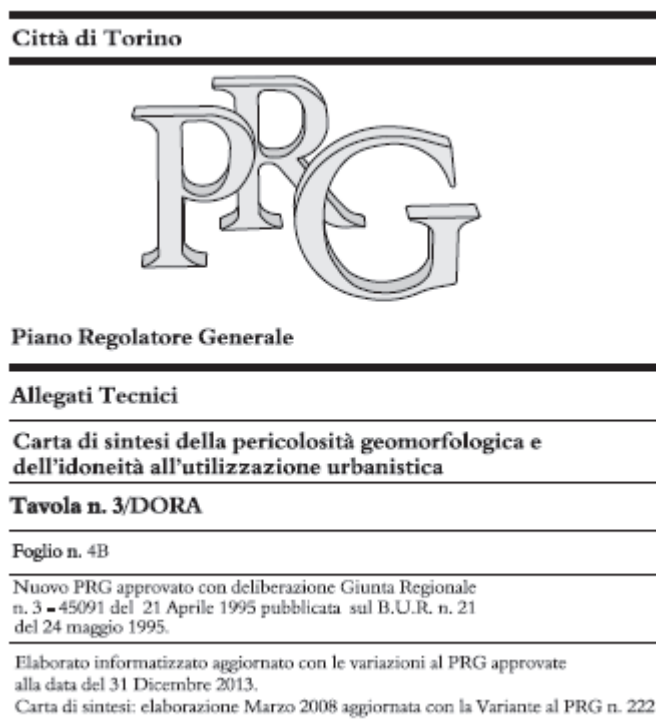 Città di Torino
PRG
Piano Regolatore Generale
Allegati Tecnici
Carta di sintesi della pericolosità geomorfologica e
dell'idoneità all'utilizzazione urbanistica
Tavola n. 3/DORA
Foglio n. 4B
Nuovo PRG approvato con deliberazione Giunta Regionale
n. 3 - 45091 del 21 Aprile 1995 pubblicata sul B.U.R. n. 21
del 24 maggio 1995.
Elaborato informatizzato aggiornato con le variazioni al PRG approvate
alla data del 31 Dicembre 2013.
Carta di sintesi: elaborazione Marzo 2008 aggiornata con la Variante al PRG n. 222